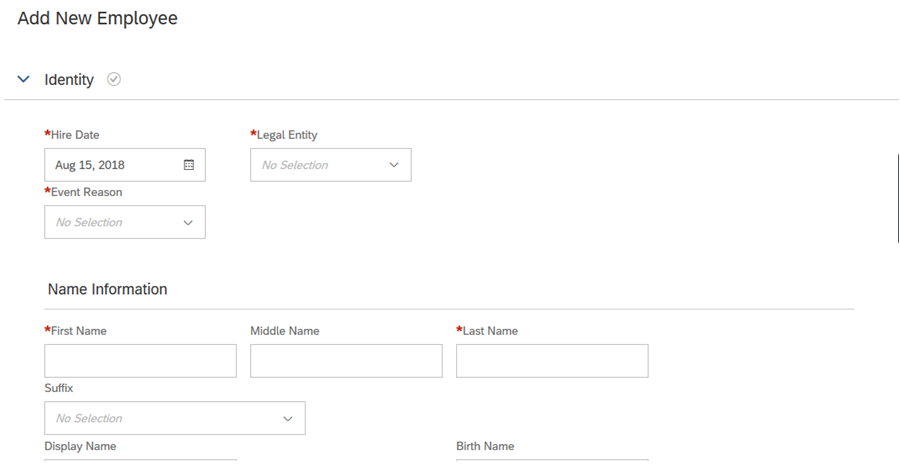 Add New Employee
Identity
*Hire Date *Legal Entity
Aug 15, 2018 No Selection
*Event Reason
No Selection
Name Information
*First Name Middle Name *Last Name
Suffix
No Selection
Display Name Birth Name